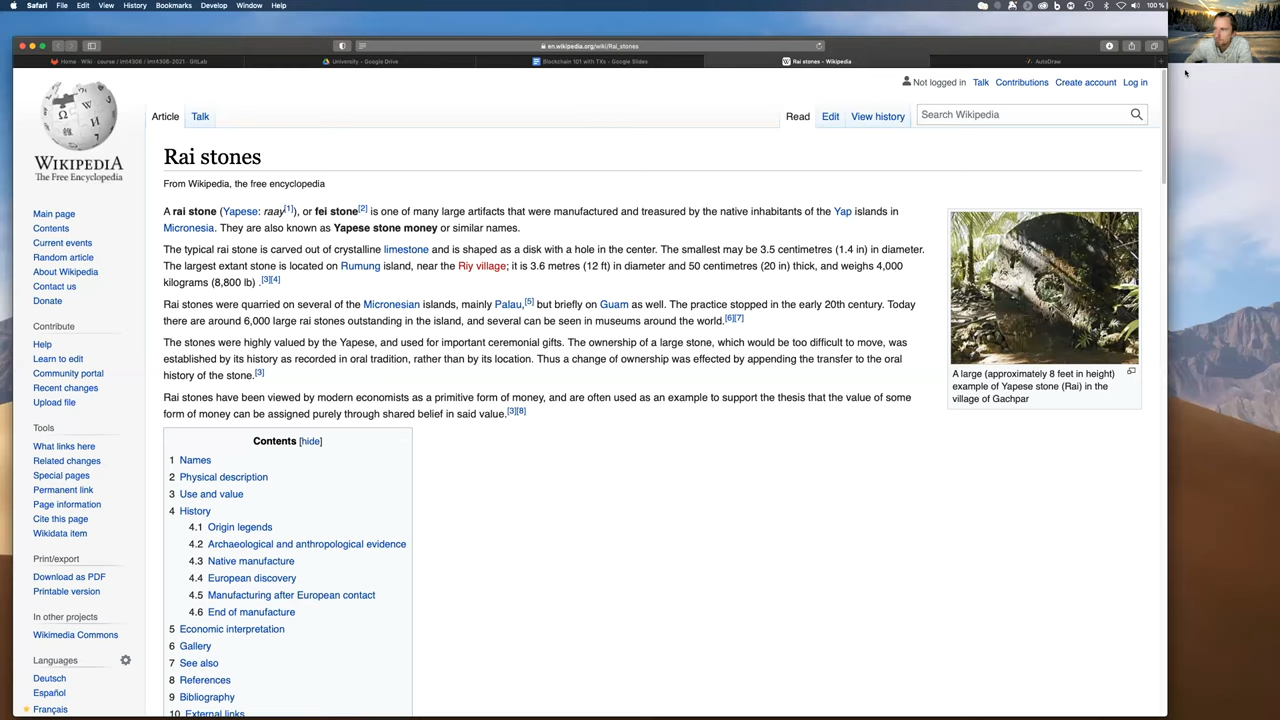 Safari File Edit View History Bookmarks Develop Window Help 100 %
en.wikipedia.org/wiki/Rai_stones
Home · Wiki · course / imt4306 / imt4306-2021 · GitLab
University – Google Drive
Blockchain 101 with TXs – Google Slides
Rai stones – Wikipedia
AutoDraw
Not logged in Talk Contributions Create account Log in
Article Talk Read Edit View history Search Wikipedia
WIKIPEDIA
The Free Encyclopedia
Main page
Contents
Current events
Random article
About Wikipedia
Contact us
Donate
Contribute
Help
Learn to edit
Community portal
Recent changes
Upload file
Tools
What links here
Related changes
Special pages
Permanent link
Page information
Cite this page
Wikidata item
Print/export
Download as PDF
Printable version
In other projects
Wikimedia Commons
Languages
Deutsch
Español
Français
Rai stones
From Wikipedia, the free encyclopedia
A rai stone (Yapese: raay[1]), or fei stone[2] is one of many large artifacts that were manufactured and treasured by the native inhabitants of the Yap islands in
Micronesia. They are also known as Yapese stone money or similar names.
The typical rai stone is carved out of crystalline limestone and is shaped as a disk with a hole in the center. The smallest may be 3.5 centimetres (1.4 in) in diameter.
The largest extant stone is located on Rumung island, near the Riy village; it is 3.6 metres (12 ft) in diameter and 50 centimetres (20 in) thick, and weighs 4,000
kilograms (8,800 lb) .[3][4]
Rai stones were quarried on several of the Micronesian islands, mainly Palau,[5] but briefly on Guam as well. The practice stopped in the early 20th century. Today
there are around 6,000 large rai stones outstanding in the island, and several can be seen in museums around the world.[6][7]
The stones were highly valued by the Yapese, and used for important ceremonial gifts. The ownership of a large stone, which would be too difficult to move, was
established by its history as recorded in oral tradition, rather than by its location. Thus a change of ownership was effected by appending the transfer to the oral
history of the stone.[3]
Rai stones have been viewed by modern economists as a primitive form of money, and are often used as an example to support the thesis that the value of some
form of money can be assigned purely through shared belief in said value.[3][8]
A large (approximately 8 feet in height)
example of Yapese stone (Rai) in the
village of Gachpar
Contents [hide]
1 Names
2 Physical description
3 Use and value
4 History
4.1 Origin legends
4.2 Archaeological and anthropological evidence
4.3 Native manufacture
4.4 European discovery
4.5 Manufacturing after European contact
4.6 End of manufacture
5 Economic interpretation
6 Gallery
7 See also
8 References
9 Bibliography
10 External links